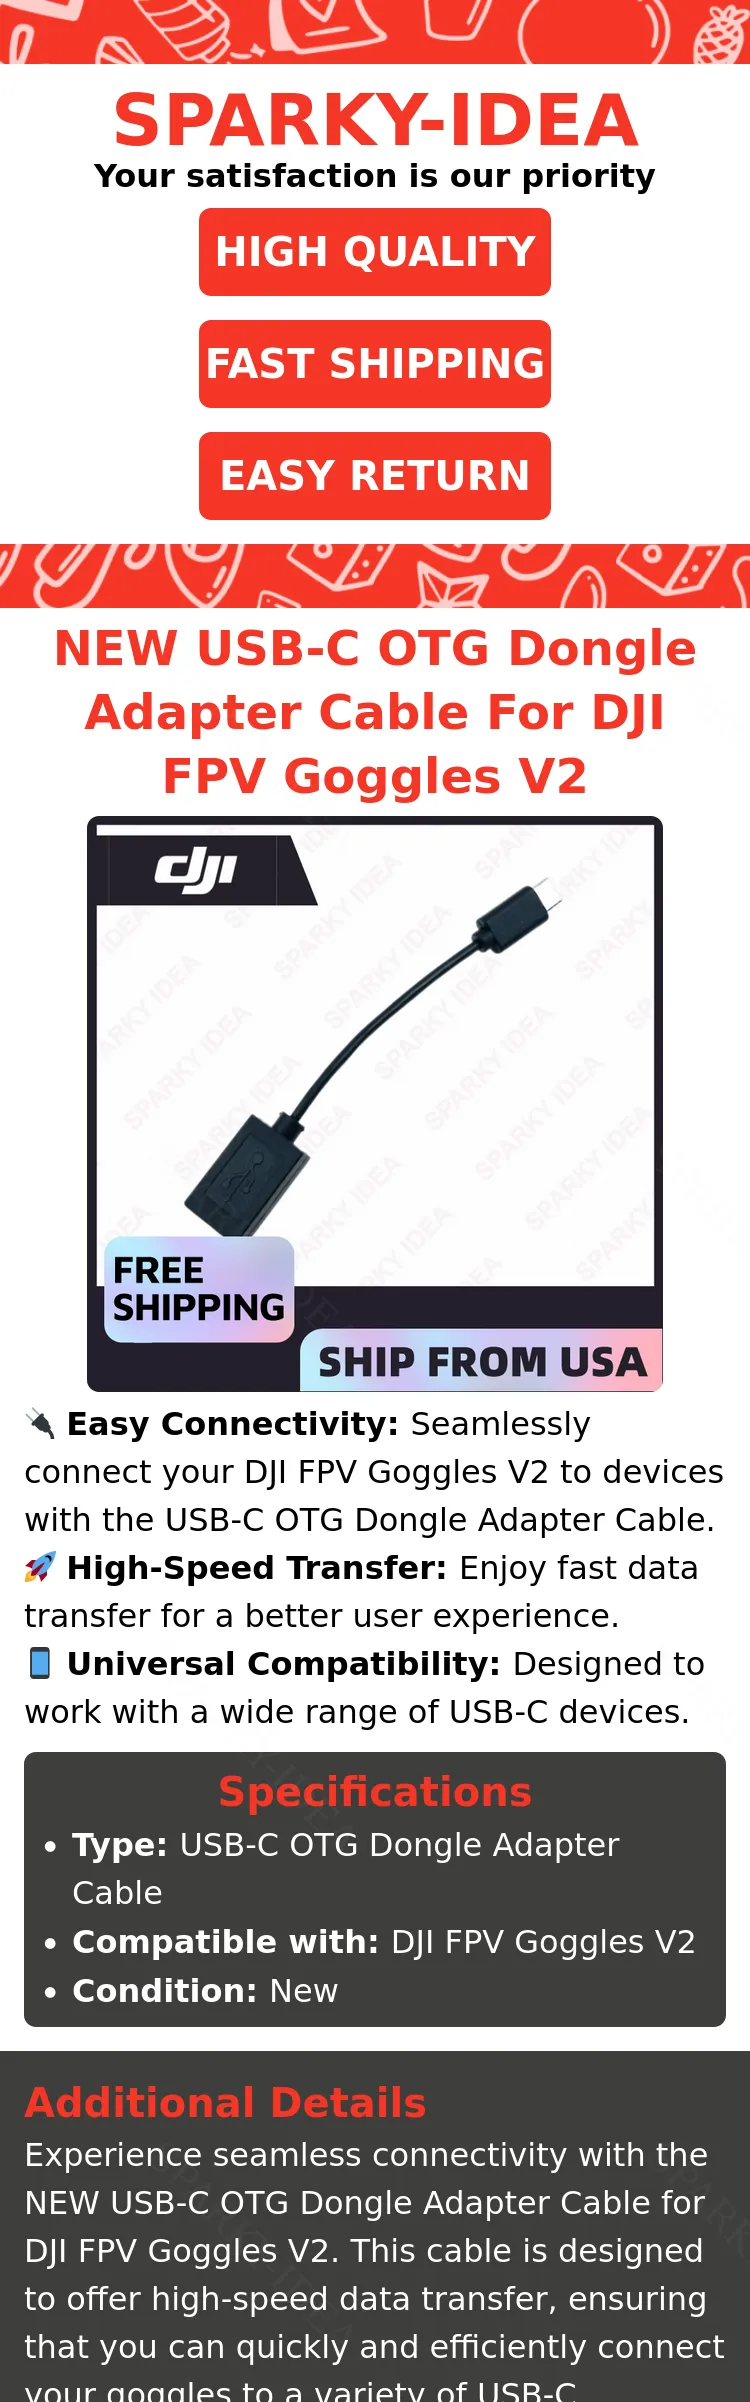 SPARKY-IDEA
Your satisfaction is our priority
HIGH QUALITY
FAST SHIPPING
EASY RETURN
NEW USB-C OTG Dongle
Adapter Cable For DJI
FPV Goggles V2
dji
SPARKY IDEA
FREE
SHIPPING
SHIP FROM USA
Easy Connectivity: Seamlessly
connect your DJI FPV Goggles V2 to devices
with the USB-C OTG Dongle Adapter Cable.
High-Speed Transfer: Enjoy fast data
transfer for a better user experience.
Universal Compatibility: Designed to
work with a wide range of USB-C devices.
Specifications
• Type: USB-C OTG Dongle Adapter
Cable
• Compatible with: DJI FPV Goggles V2
• Condition: New
Additional Details
Experience seamless connectivity with the
NEW USB-C OTG Dongle Adapter Cable for
DJI FPV Goggles V2. This cable is designed
to offer high-speed data transfer, ensuring
that you can quickly and efficiently connect
your goggles to a variety of USB-C